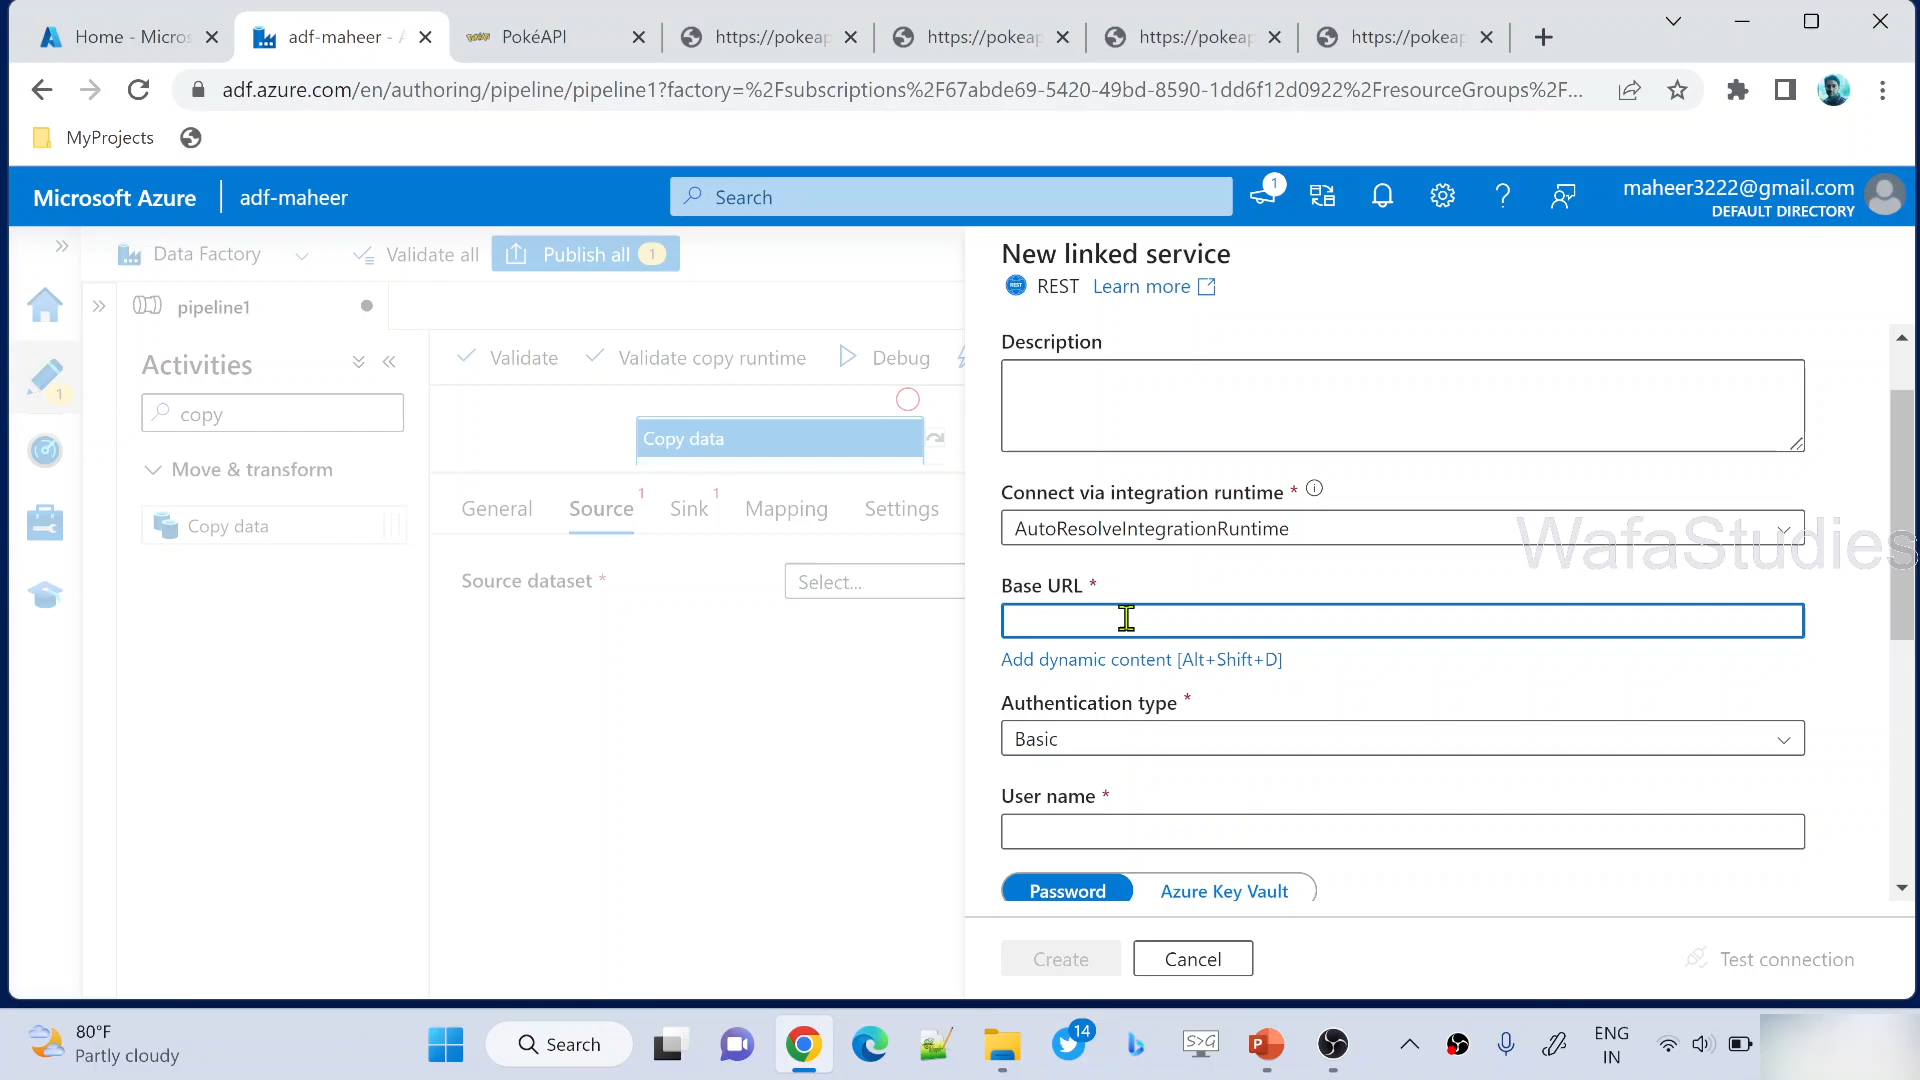 Home - Micros
adf-maheer - A
PokéAPI
https://pokeap
https://pokeap
https://pokeap
https://pokeap
adf.azure.com/en/authoring/pipeline/pipeline1?factory=%2Fsubscriptions%2F67abde69-5420-49bd-8590-1dd6f12d0922%2FresourceGroups%2F...
MyProjects
Microsoft Azure
adf-maheer
Search
1
maheer3222@gmail.com
DEFAULT DIRECTORY
Data Factory
Validate all
Publish all
1
New linked service
REST
REST
Learn more
pipeline1
Activities
Validate
Validate copy runtime
Debug
Description
1
copy
Copy data
Move & transform
Copy data
General
Source
1
Sink
1
Mapping
Settings
Source dataset *
Select...
Connect via integration runtime *
AutoResolveIntegrationRuntime
WafaStudies
Base URL *
Add dynamic content [Alt+Shift+D]
Authentication type *
Basic
User name *
Password
Azure Key Vault
Create
Cancel
Test connection
80°F
Partly cloudy
Search
14
S>G
P
ENG
IN